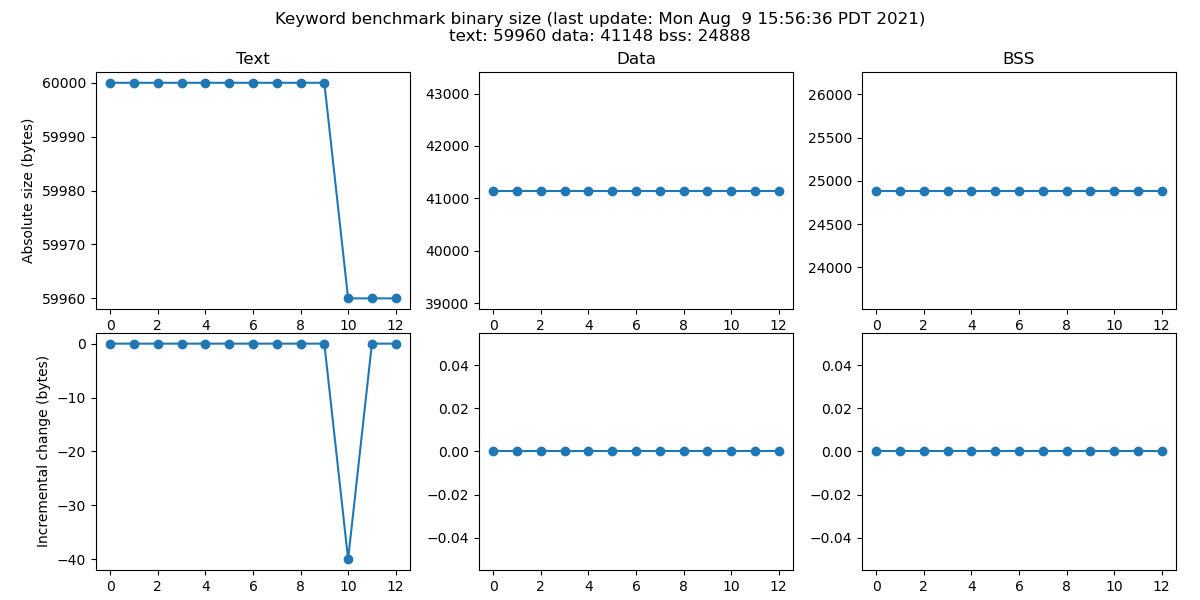 Keyword benchmark binary size (last update: Mon Aug  9 15:56:36 PDT 2021)
text: 59960 data: 41148 bss: 24888
Text
Absolute size (bytes)
60000
59990
59980
59970
59960
0 2 4 6 8 10 12
Data
43000
42000
41000
40000
39000
0 2 4 6 8 10 12
BSS
26000
25500
25000
24500
24000
0 2 4 6 8 10 12
Incremental change (bytes)
0
−10
−20
−30
−40
0 2 4 6 8 10 12
0.04
0.02
0.00
−0.02
−0.04
0 2 4 6 8 10 12
0.04
0.02
0.00
−0.02
−0.04
0 2 4 6 8 10 12